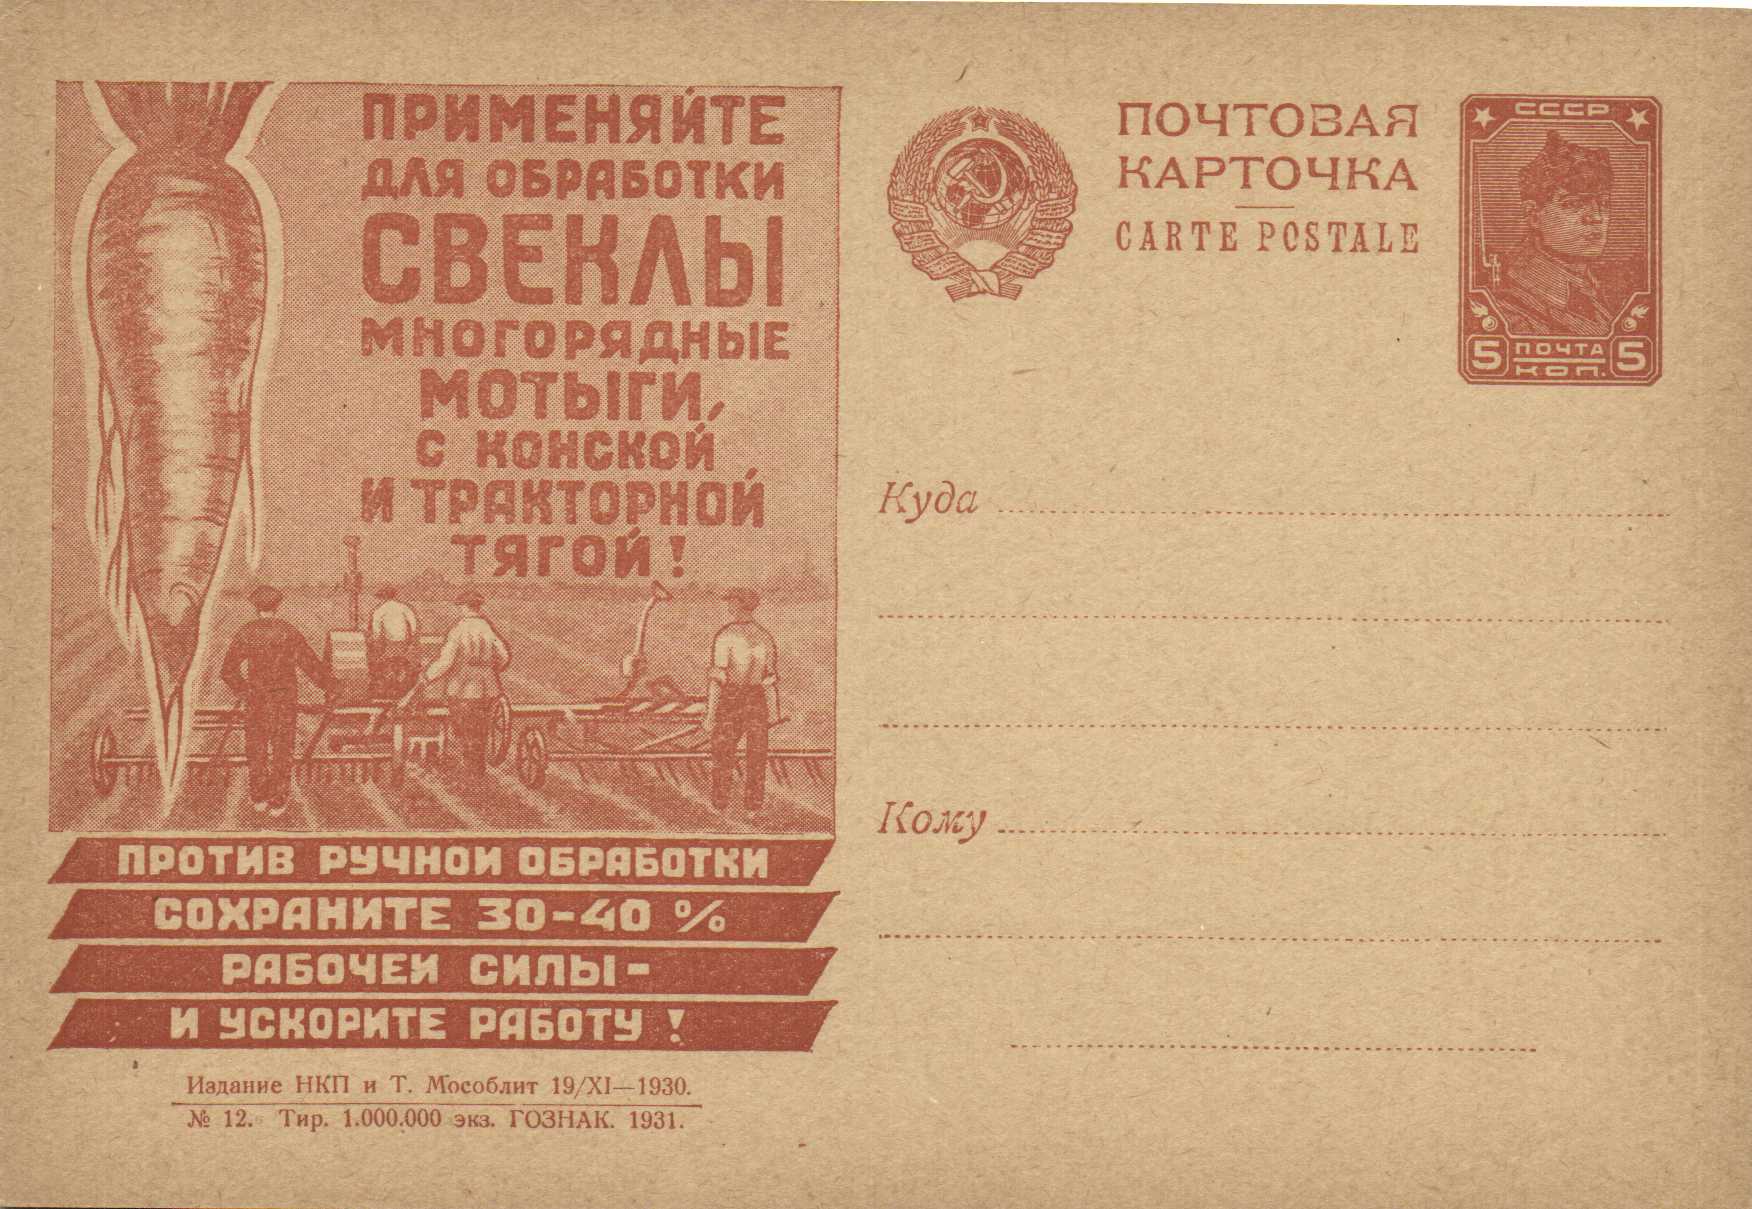 ПРИМЕНЯЙТЕ
ДЛЯ ОБРАБОТКИ
СВЕКЛЫ
МНОГОРЯДНЫЕ
МОТЫГИ,
С КОНСКОЙ
И ТРАКТОРНОЙ
ТЯГОЙ!
ПРОТИВ РУЧНОЙ ОБРАБОТКИ
СОХРАНИТЕ 30-40 %
РАБОЧЕЙ СИЛЫ-
И УСКОРИТЕ РАБОТУ!
Издание НКП и Т. Мособлит 19/XI—1930.
№ 12. Тир. 1.000.000 экз. ГОЗНАК. 1931.
ПОЧТОВАЯ
КАРТОЧКА
CARTE POSTALE
СССР
5 ПОЧТА 5
КОП.
Куда
Кому